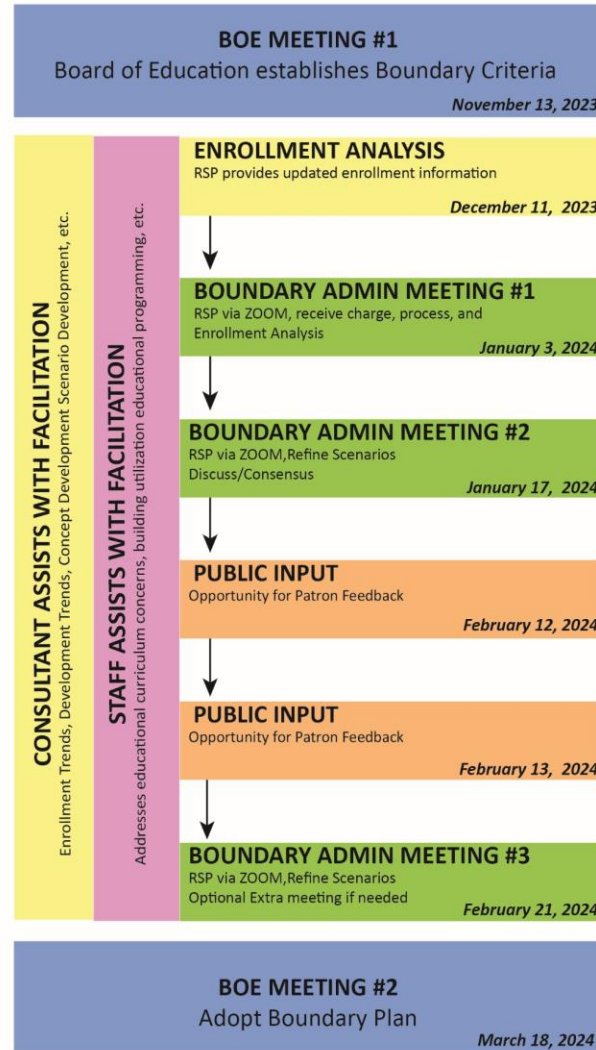 BOE MEETING #1
Board of Education establishes Boundary Criteria
November 13, 2023
CONSULTANT ASSISTS WITH FACILITATION
Enrollment Trends, Development Trends, Concept Development Scenario Development, etc.
STAFF ASSISTS WITH FACILITATION
Addresses educational curriculum concerns, building utilization educational programming, etc.
ENROLLMENT ANALYSIS
RSP provides updated enrollment information
December 11, 2023
BOUNDARY ADMIN MEETING #1
RSP via ZOOM, receive charge, process, and
Enrollment Analysis
January 3, 2024
BOUNDARY ADMIN MEETING #2
RSP via ZOOM,Refine Scenarios
Discuss/Consensus
January 17, 2024
PUBLIC INPUT
Opportunity for Patron Feedback
February 12, 2024
PUBLIC INPUT
Opportunity for Patron Feedback
February 13, 2024
BOUNDARY ADMIN MEETING #3
RSP via ZOOM,Refine Scenarios
Optional Extra meeting if needed
February 21, 2024
BOE MEETING #2
Adopt Boundary Plan
March 18, 2024